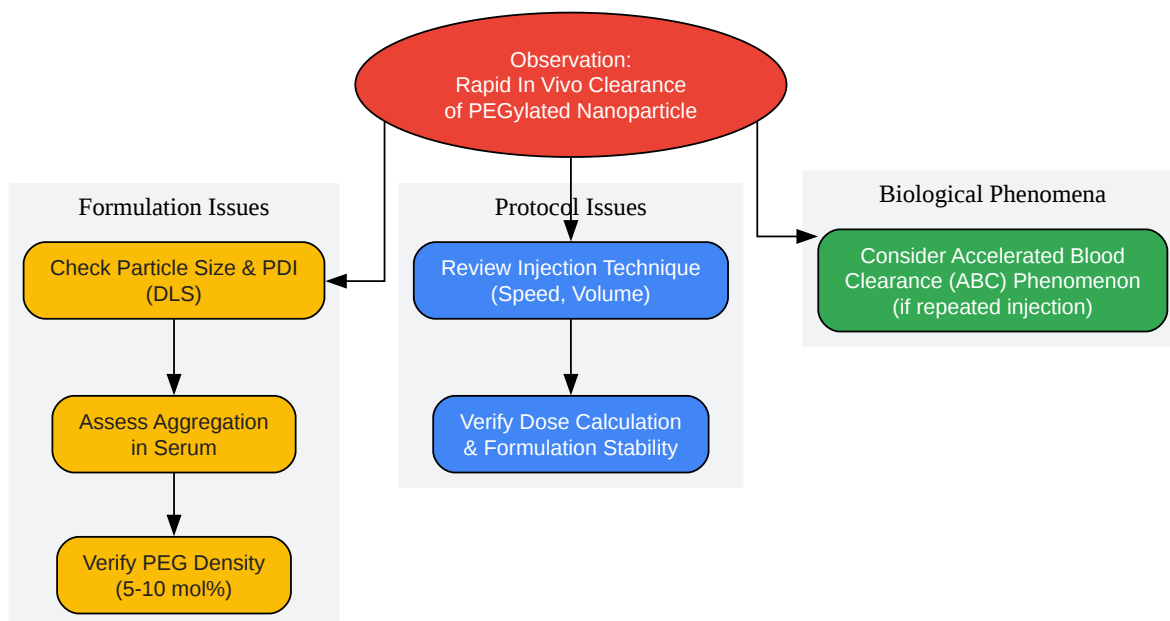 Observation:
Rapid In Vivo Clearance
of PEGylated Nanoparticle
Formulation Issues
Check Particle Size & PDI
(DLS)
Assess Aggregation
in Serum
Verify PEG Density
(5-10 mol%)
Protocol Issues
Review Injection Technique
(Speed, Volume)
Verify Dose Calculation
& Formulation Stability
Biological Phenomena
Consider Accelerated Blood
Clearance (ABC) Phenomenon
(if repeated injection)